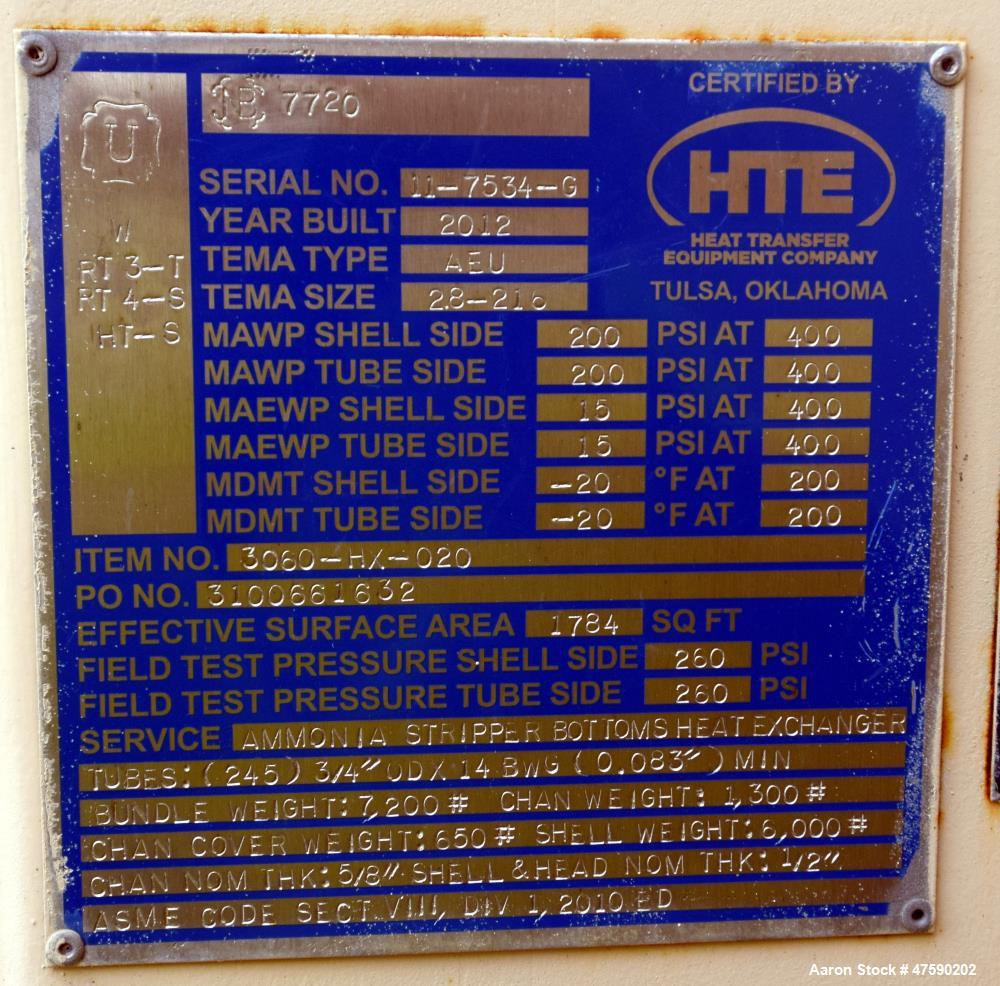 U
NB 7720
CERTIFIED BY
HTE
HEAT TRANSFER
EQUIPMENT COMPANY
TULSA, OKLAHOMA
W
RT 3-T
RT 4-S
HT-S
SERIAL NO. 11-7534-G
YEAR BUILT 2012
TEMA TYPE AEU
TEMA SIZE 28-216
MAWP SHELL SIDE 200 PSI AT 400
MAWP TUBE SIDE 200 PSI AT 400
MAEWP SHELL SIDE 15 PSI AT 400
MAEWP TUBE SIDE 15 PSI AT 400
MDMT SHELL SIDE -20 °F AT 200
MDMT TUBE SIDE -20 °F AT 200
ITEM NO. 3060-HX-020
PO NO. 3100661632
EFFECTIVE SURFACE AREA 1784 SQ FT
FIELD TEST PRESSURE SHELL SIDE 260 PSI
FIELD TEST PRESSURE TUBE SIDE 260 PSI
SERVICE AMMONIA STRIPPER BOTTOMS HEAT EXCHANGER
TUBES: (245) 3/4" OD X 14 BWG (0.083") MIN
BUNDLE WEIGHT: 7,200 # CHAN WEIGHT: 1,300 #
CHAN COVER WEIGHT: 650 # SHELL WEIGHT: 6,000 #
CHAN NOM THK: 5/8" SHELL & HEAD NOM THK: 1/2"
ASME CODE SECT. VIII, DIV 1, 2010 ED
Aaron Stock # 47590202